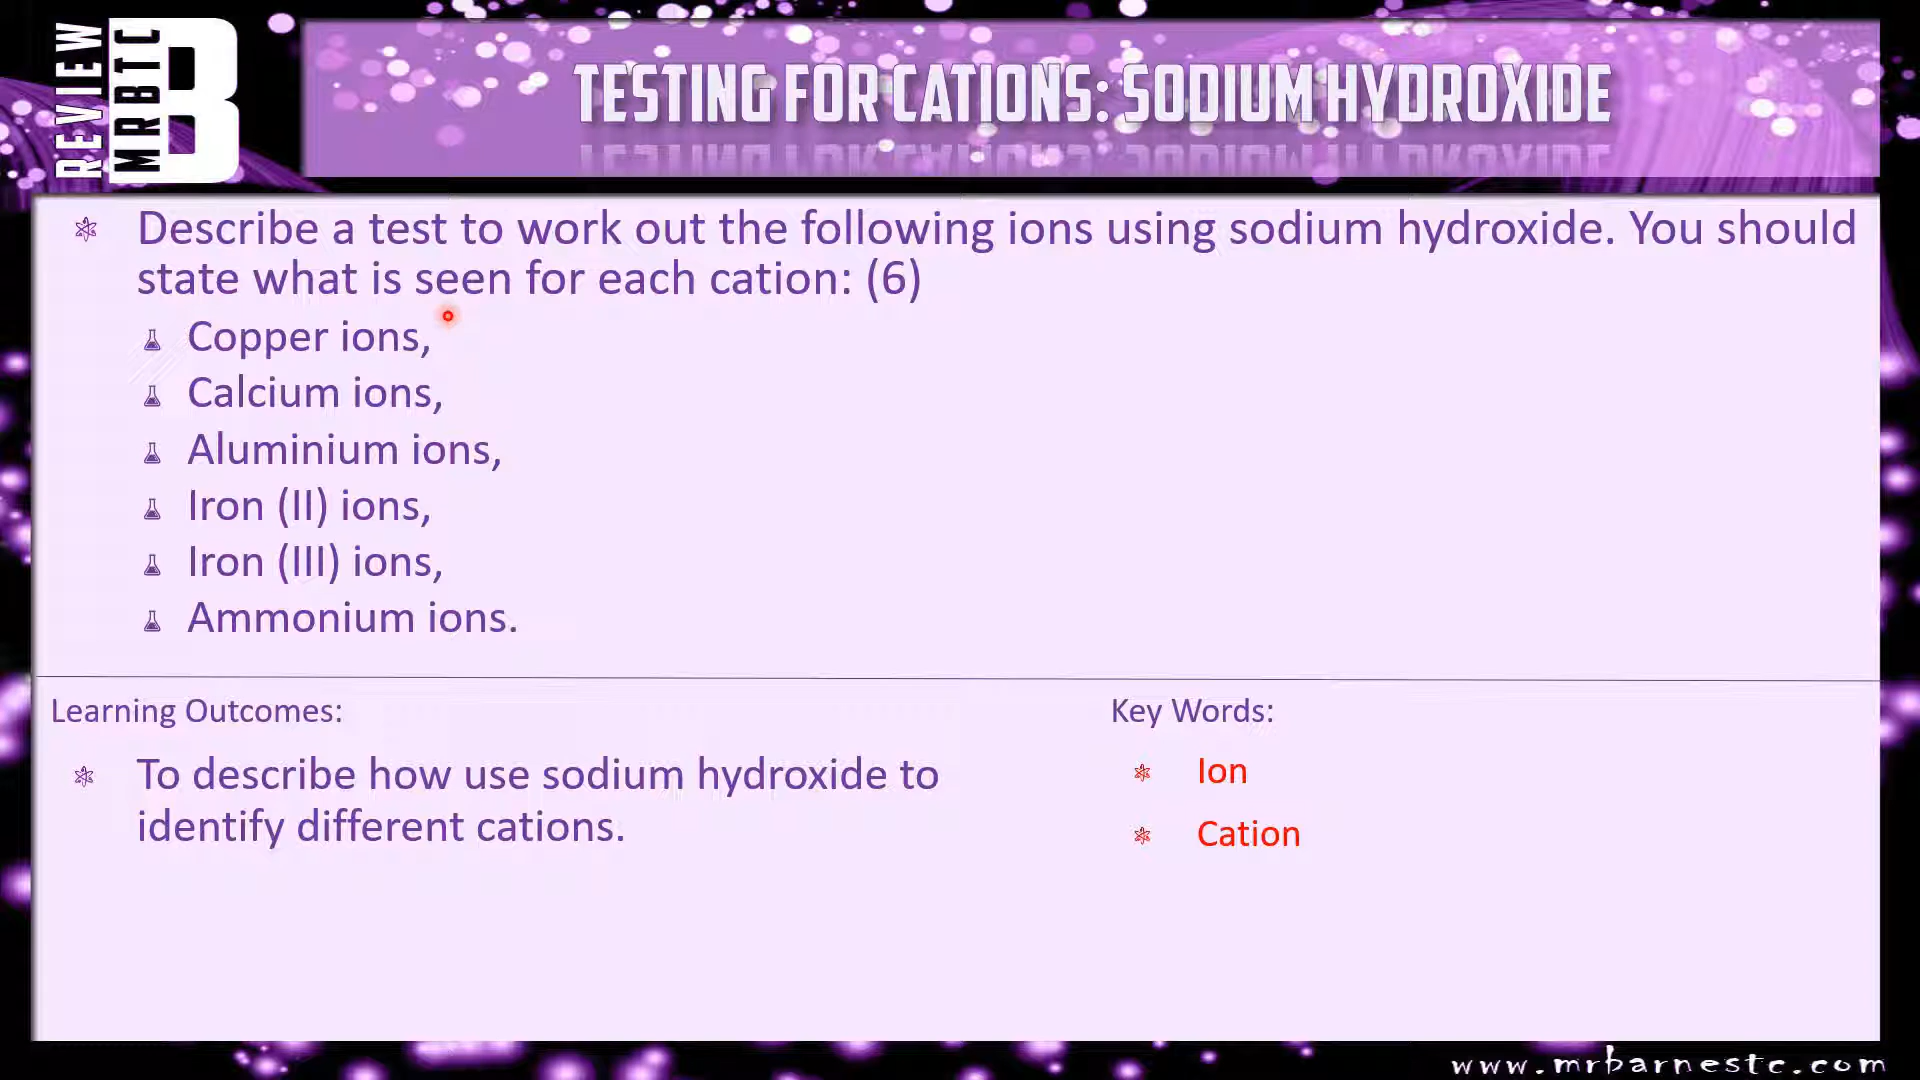 REVIEW
MRBTC
B
TESTING FOR CATIONS: SODIUM HYDROXIDE
Describe a test to work out the following ions using sodium hydroxide. You should
state what is seen for each cation: (6)
Copper ions,
Calcium ions,
Aluminium ions,
Iron (II) ions,
Iron (III) ions,
Ammonium ions.
Learning Outcomes:
To describe how use sodium hydroxide to
identify different cations.
Key Words:
Ion
Cation
www.mrbarnestc.com